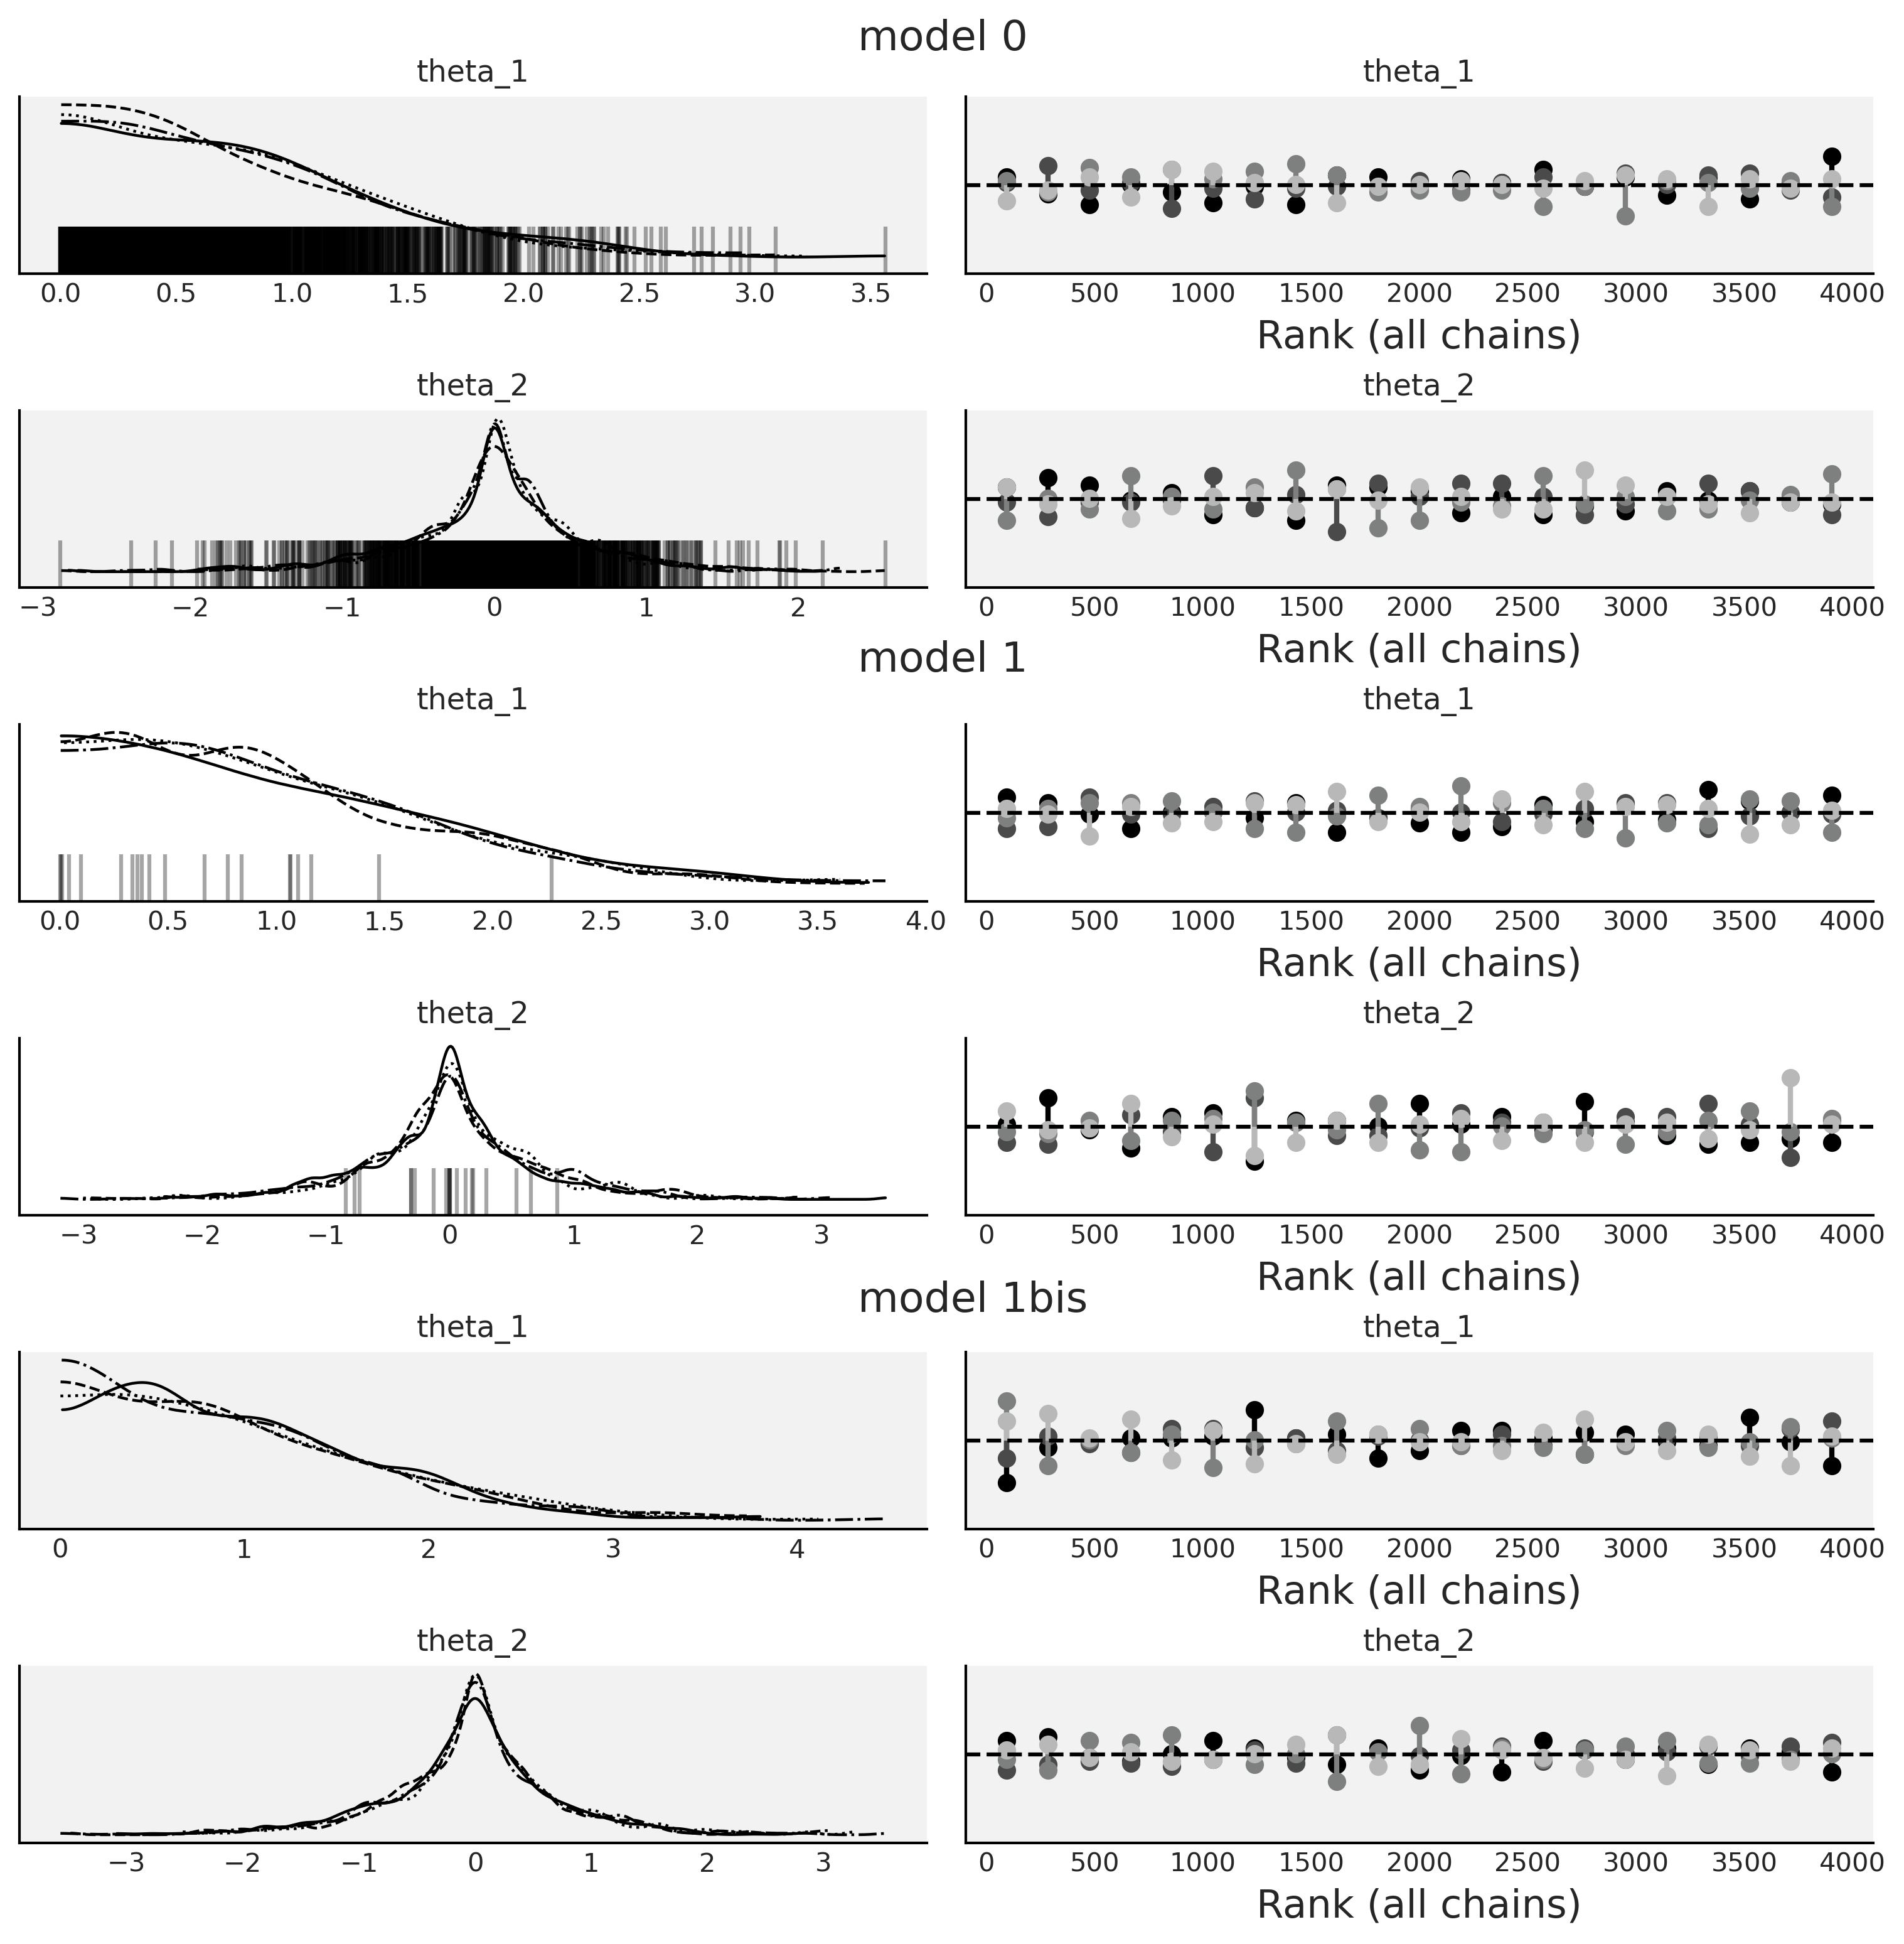 model 0
theta_1 theta_1
0.0 0.5 1.0 1.5 2.0 2.5 3.0 3.5 0 500 1000 1500 2000 2500 3000 3500 4000
Rank (all chains)
theta_2 theta_2
−3 −2 −1 0 1 2 0 500 1000 1500 2000 2500 3000 3500 4000
Rank (all chains)
model 1
theta_1 theta_1
0.0 0.5 1.0 1.5 2.0 2.5 3.0 3.5 4.0 0 500 1000 1500 2000 2500 3000 3500 4000
Rank (all chains)
theta_2 theta_2
−3 −2 −1 0 1 2 3 0 500 1000 1500 2000 2500 3000 3500 4000
Rank (all chains)
model 1bis
theta_1 theta_1
0 1 2 3 4 0 500 1000 1500 2000 2500 3000 3500 4000
Rank (all chains)
theta_2 theta_2
−3 −2 −1 0 1 2 3 0 500 1000 1500 2000 2500 3000 3500 4000
Rank (all chains)